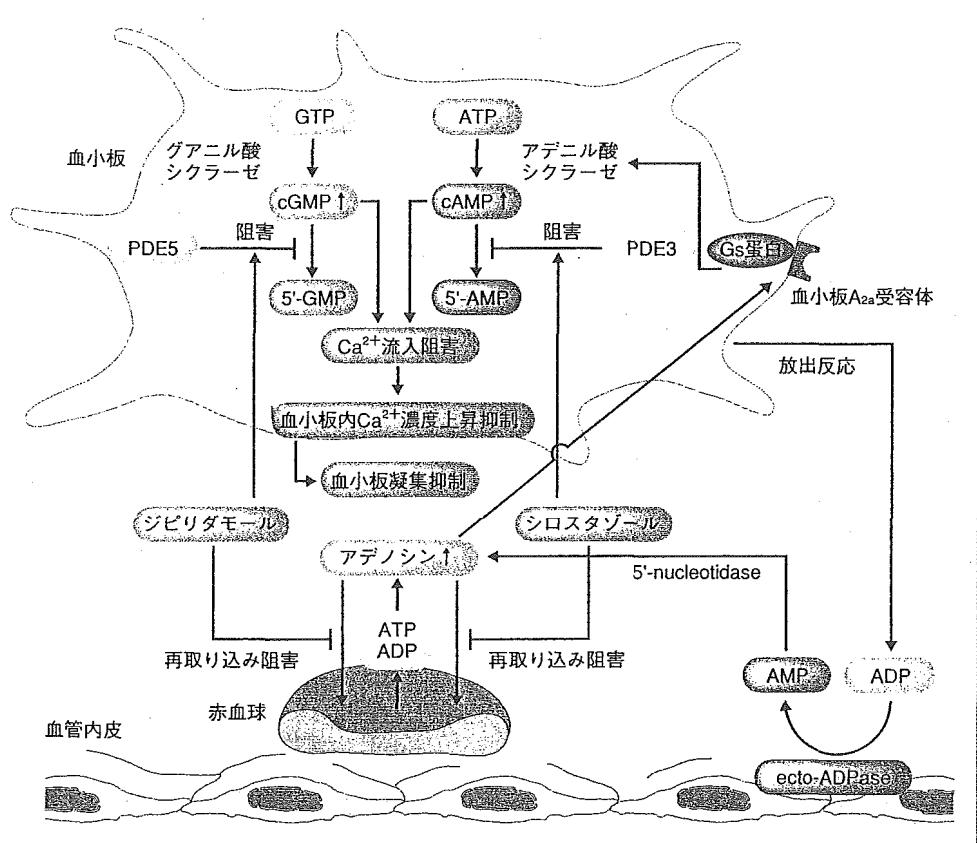 GTP
ATP
血小板
グアニル酸
シクラーゼ
アデニル酸
シクラーゼ
cGMP↑
cAMP↑
PDE5
阻害
阻害
PDE3
Gs蛋白
5'-GMP
5'-AMP
血小板A2a受容体
Ca2+流入阻害
放出反応
血小板内Ca2+濃度上昇抑制
血小板凝集抑制
ジピリダモール
シロスタゾール
アデノシン↑
5'-nucleotidase
ATP
ADP
再取り込み阻害
再取り込み阻害
AMP
ADP
赤血球
血管内皮
ecto-ADPase